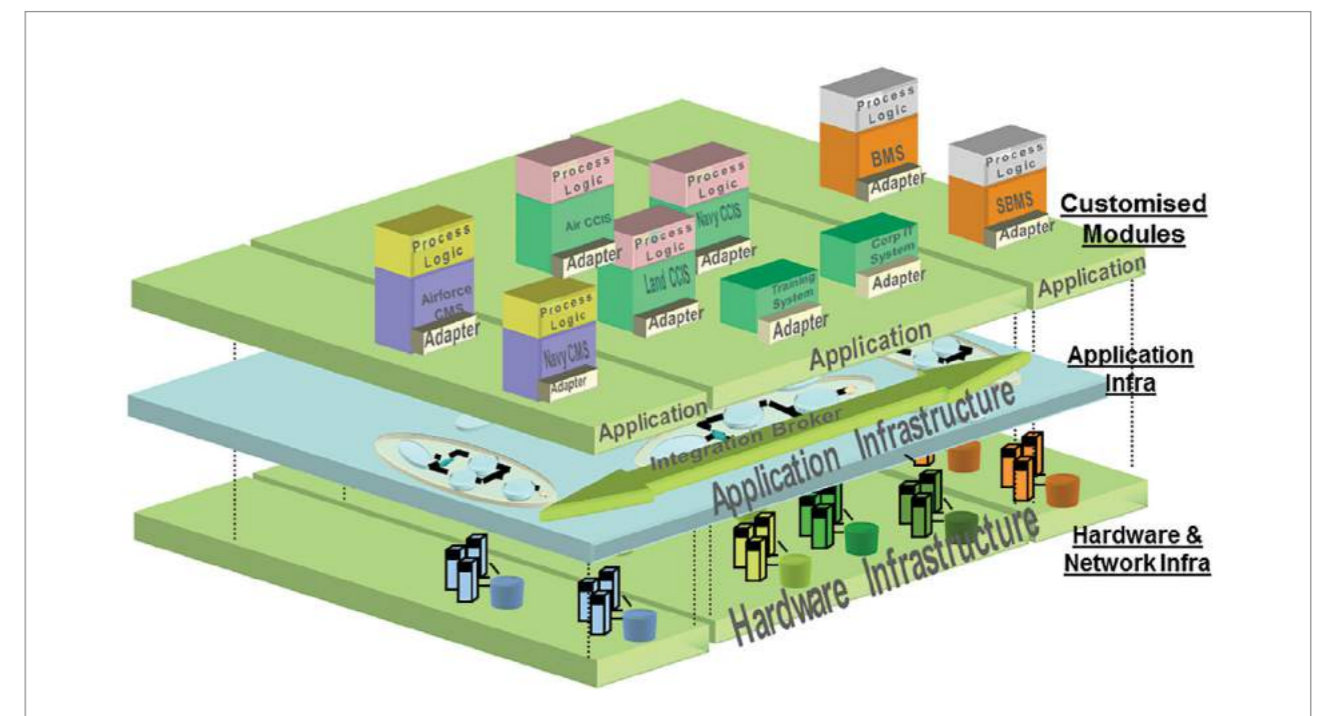 Process
Logic
BMS
Adapter
Process
Logic
SBMS
Adapter
Customised
Modules
Process
Logic
Air CCIS
Adapter
Process
Logic
Navy CCIS
Adapter
Process
Logic
Land CCIS
Adapter
Corp IT
System
Adapter
Training
System
Adapter
Process
Logic
Airforce
CMS
Adapter
Process
Logic
Navy CMS
Adapter
Application
Application
Application
Application
Infra
Integration Broker
Application Infrastructure
Hardware &
Network Infra
Hardware Infrastructure